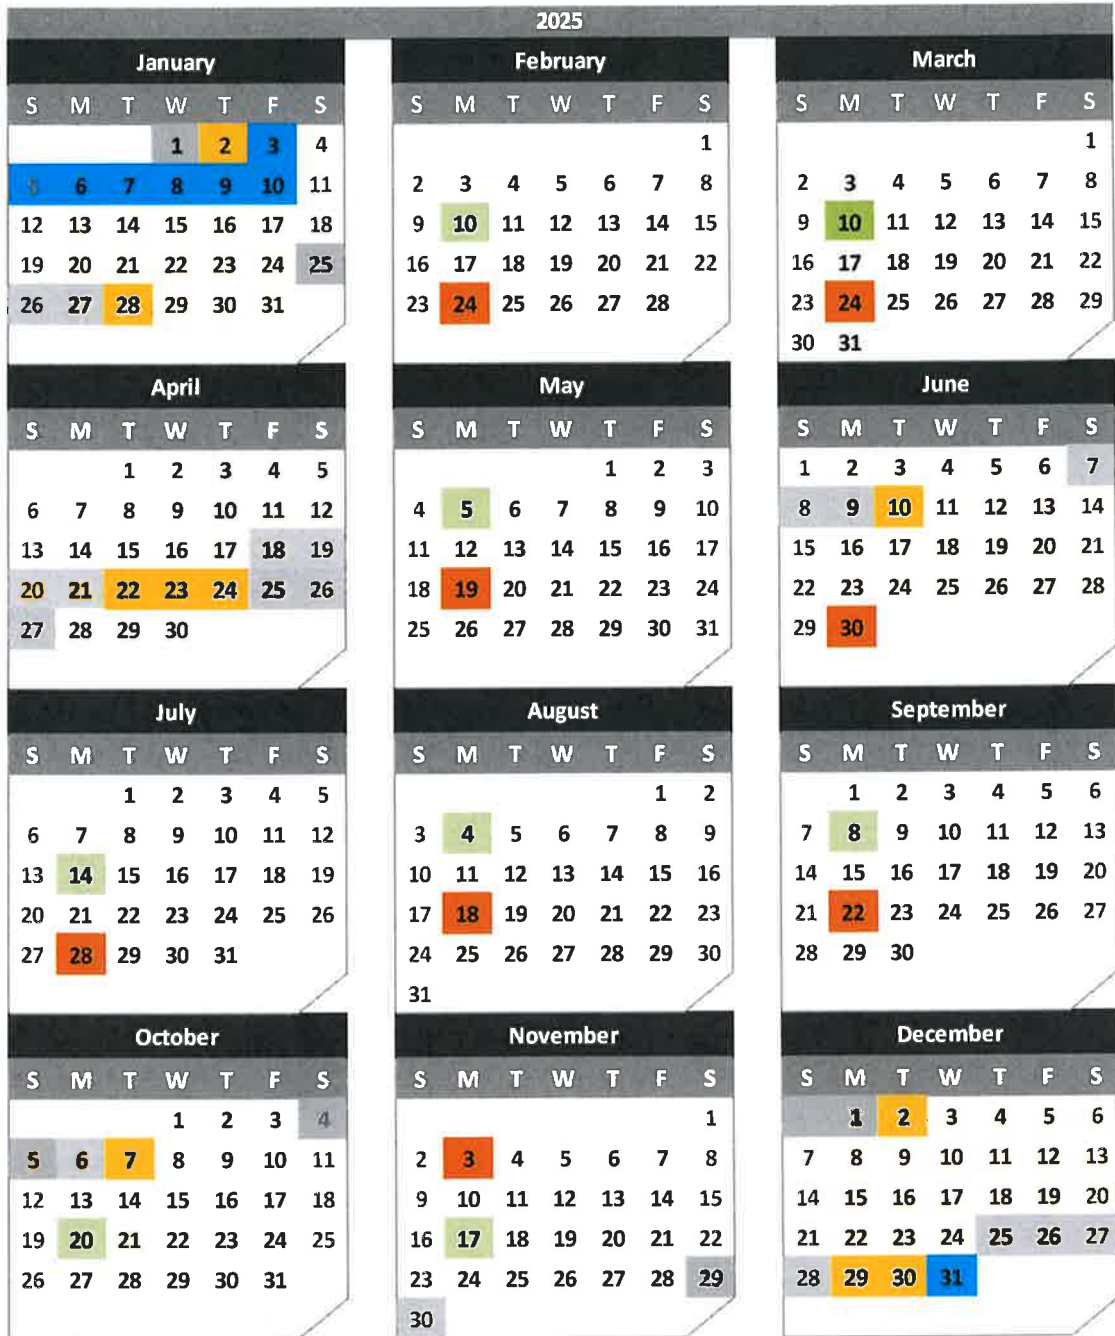 2025
January
S M T W T F S
1 2 3 4
5 6 7 8 9 10 11
12 13 14 15 16 17 18
19 20 21 22 23 24 25
26 27 28 29 30 31
February
S M T W T F S
1
2 3 4 5 6 7 8
9 10 11 12 13 14 15
16 17 18 19 20 21 22
23 24 25 26 27 28
March
S M T W T F S
1
2 3 4 5 6 7 8
9 10 11 12 13 14 15
16 17 18 19 20 21 22
23 24 25 26 27 28 29
30 31
April
S M T W T F S
1 2 3 4 5
6 7 8 9 10 11 12
13 14 15 16 17 18 19
20 21 22 23 24 25 26
27 28 29 30
May
S M T W T F S
1 2 3
4 5 6 7 8 9 10
11 12 13 14 15 16 17
18 19 20 21 22 23 24
25 26 27 28 29 30 31
June
S M T W T F S
1 2 3 4 5 6 7
8 9 10 11 12 13 14
15 16 17 18 19 20 21
22 23 24 25 26 27 28
29 30
July
S M T W T F S
1 2 3 4 5
6 7 8 9 10 11 12
13 14 15 16 17 18 19
20 21 22 23 24 25 26
27 28 29 30 31
August
S M T W T F S
1 2
3 4 5 6 7 8 9
10 11 12 13 14 15 16
17 18 19 20 21 22 23
24 25 26 27 28 29 30
31
September
S M T W T F S
1 2 3 4 5 6
7 8 9 10 11 12 13
14 15 16 17 18 19 20
21 22 23 24 25 26 27
28 29 30
October
S M T W T F S
1 2 3 4
5 6 7 8 9 10 11
12 13 14 15 16 17 18
19 20 21 22 23 24 25
26 27 28 29 30 31
November
S M T W T F S
1
2 3 4 5 6 7 8
9 10 11 12 13 14 15
16 17 18 19 20 21 22
23 24 25 26 27 28 29
30
December
S M T W T F S
1 2 3 4 5 6
7 8 9 10 11 12 13
14 15 16 17 18 19 20
21 22 23 24 25 26 27
28 29 30 31